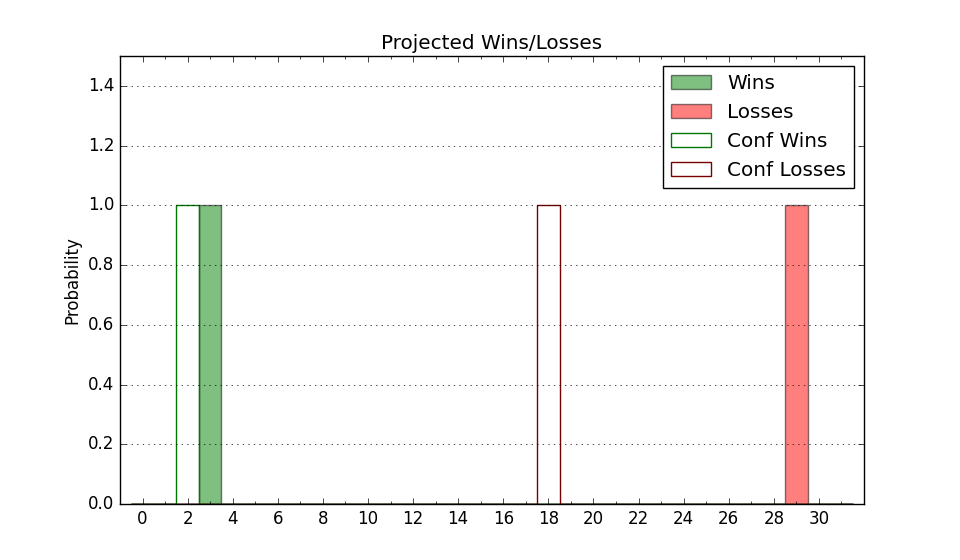 Projected Wins/Losses
Wins
Losses
Conf Wins
Conf Losses
Probability
1.4
1.2
1.0
0.8
0.6
0.4
0.2
0.0
0 2 4 6 8 10 12 14 16 18 20 22 24 26 28 30